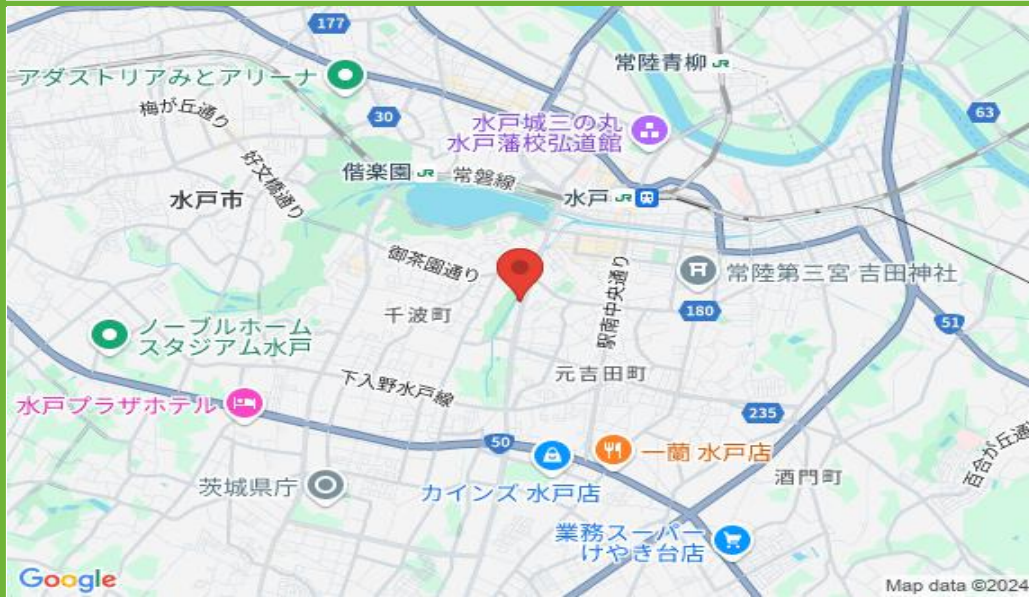 177
アダストリアみとアリーナ
常陸青柳 JR
梅が丘通り
30
63
水戸城三の丸
水戸藩校弘道館
好文橋通り
偕楽園 JR
常磐線
水戸市
水戸 JR
御茶園通り
駅南中央通り
常陸第三宮 吉田神社
千波町
180
51
ノーブルホーム
スタジアム水戸
下入野水戸線
元吉田町
水戸プラザホテル
235
50
一蘭 水戸店
百合が丘通り
酒門町
茨城県庁
カインズ 水戸店
業務スーパー
けやき台店
Google
Map data ©2024